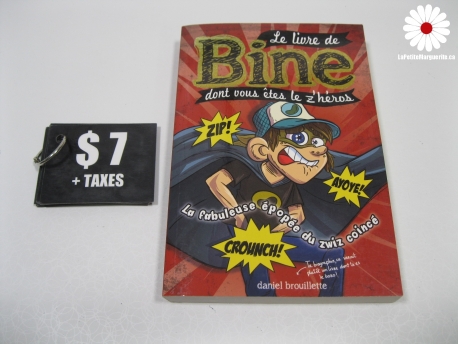 LaPetiteMarguerite.ca
$ 7
+ TAXES
Le livre de
Bine
dont vous êtes le z'héros
ZIP!
AYOYE!
La fabuleuse épopée du zwiz coincé
CROUNCH!
daniel brouillette